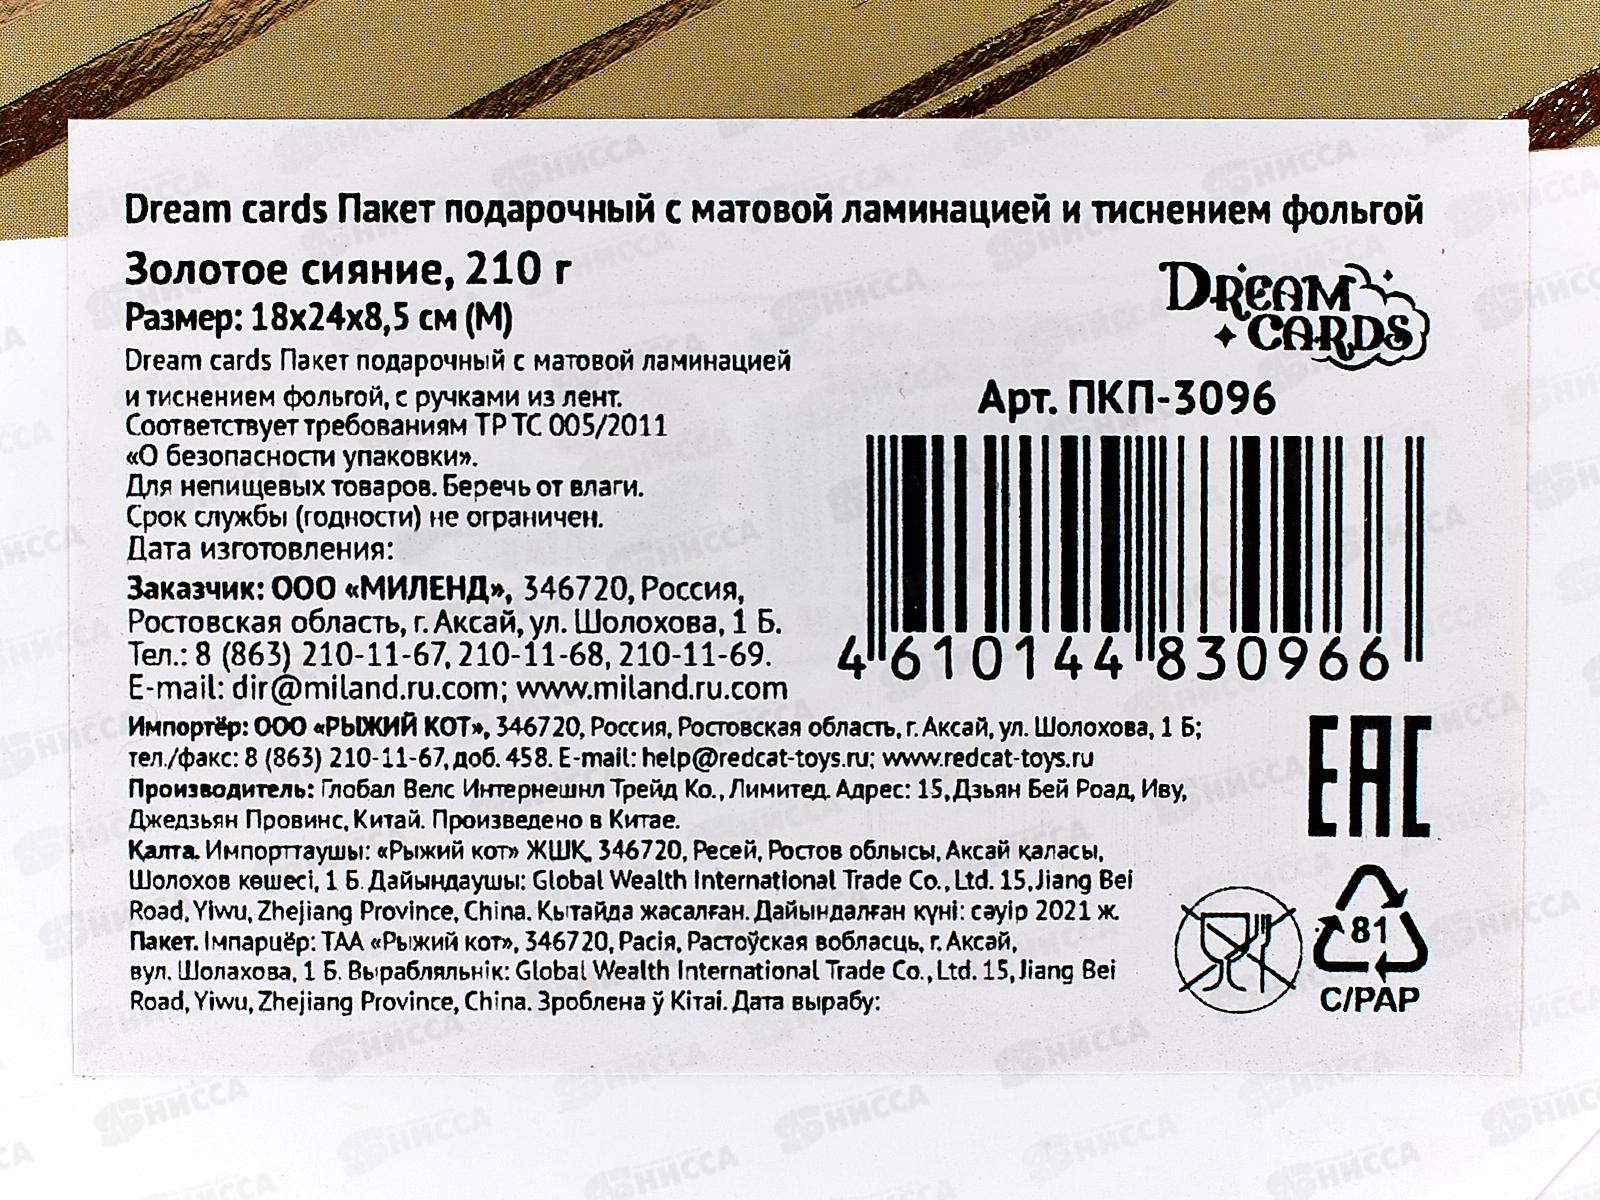 Dream cards Пакет подарочный с матовой ламинацией и тиснением фольгой
Золотое сияние, 210 г
Размер: 18х24х8,5 см (М)
DREAM
CARDS
Dream cards Пакет подарочный с матовой ламинацией
и тиснением фольгой, с ручками из лент.
Соответствует требованиям ТР ТС 005/2011
«О безопасности упаковки».
Для непищевых товаров. Беречь от влаги.
Срок службы (годности) не ограничен.
Дата изготовления:
Арт. ПКП-3096
4 610144 830966
Заказчик: ООО «МИЛЕНД», 346720, Россия,
Ростовская область, г. Аксай, ул. Шолохова, 1 Б.
Тел.: 8 (863) 210-11-67, 210-11-68, 210-11-69.
E-mail: dir@miland.ru.com; www.miland.ru.com
Импортёр: ООО «РЫЖИЙ КОТ», 346720, Россия, Ростовская область, г. Аксай, ул. Шолохова, 1 Б;
тел./факс: 8 (863) 210-11-67, доб. 458. E-mail: help@redcat-toys.ru; www.redcat-toys.ru
Производитель: Глобал Велс Интернешнл Трейд Ко., Лимитед. Адрес: 15, Дзьян Бей Роад, Иву,
Джедзьян Провинс, Китай. Произведено в Китае.
Қалта. Импорттаушы: «Рыжий кот» ЖШҚ, 346720, Ресей, Ростов облысы, Аксай қаласы,
Шолохов көшесі, 1 Б. Дайындаушы: Global Wealth International Trade Co., Ltd. 15, Jiang Bei
Road, Yiwu, Zhejiang Province, China. Қытайда жасалған. Дайындалған күні: сәуір 2021 ж.
Пакет. Імпарцёр: ТАА «Рыжий кот», 346720, Расія, Растоўская вобласць, г. Аксай,
вул. Шолахова, 1 Б. Вырабляльнік: Global Wealth International Trade Co., Ltd. 15, Jiang Bei
Road, Yiwu, Zhejiang Province, China. Зроблена ў Кітаі. Дата вырабу:
EAC
81
C/PAP
НИССА